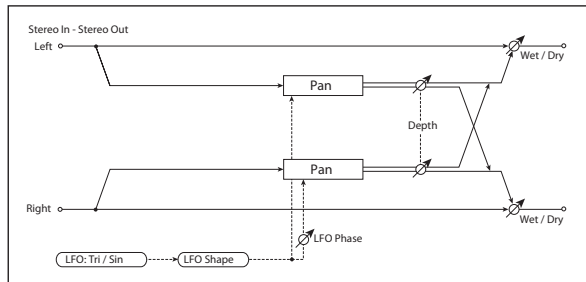 Stereo In - Stereo Out
Left
Wet / Dry
Pan
Depth
Pan
Right
Wet / Dry
LFO Phase
LFO: Tri / Sin
LFO Shape